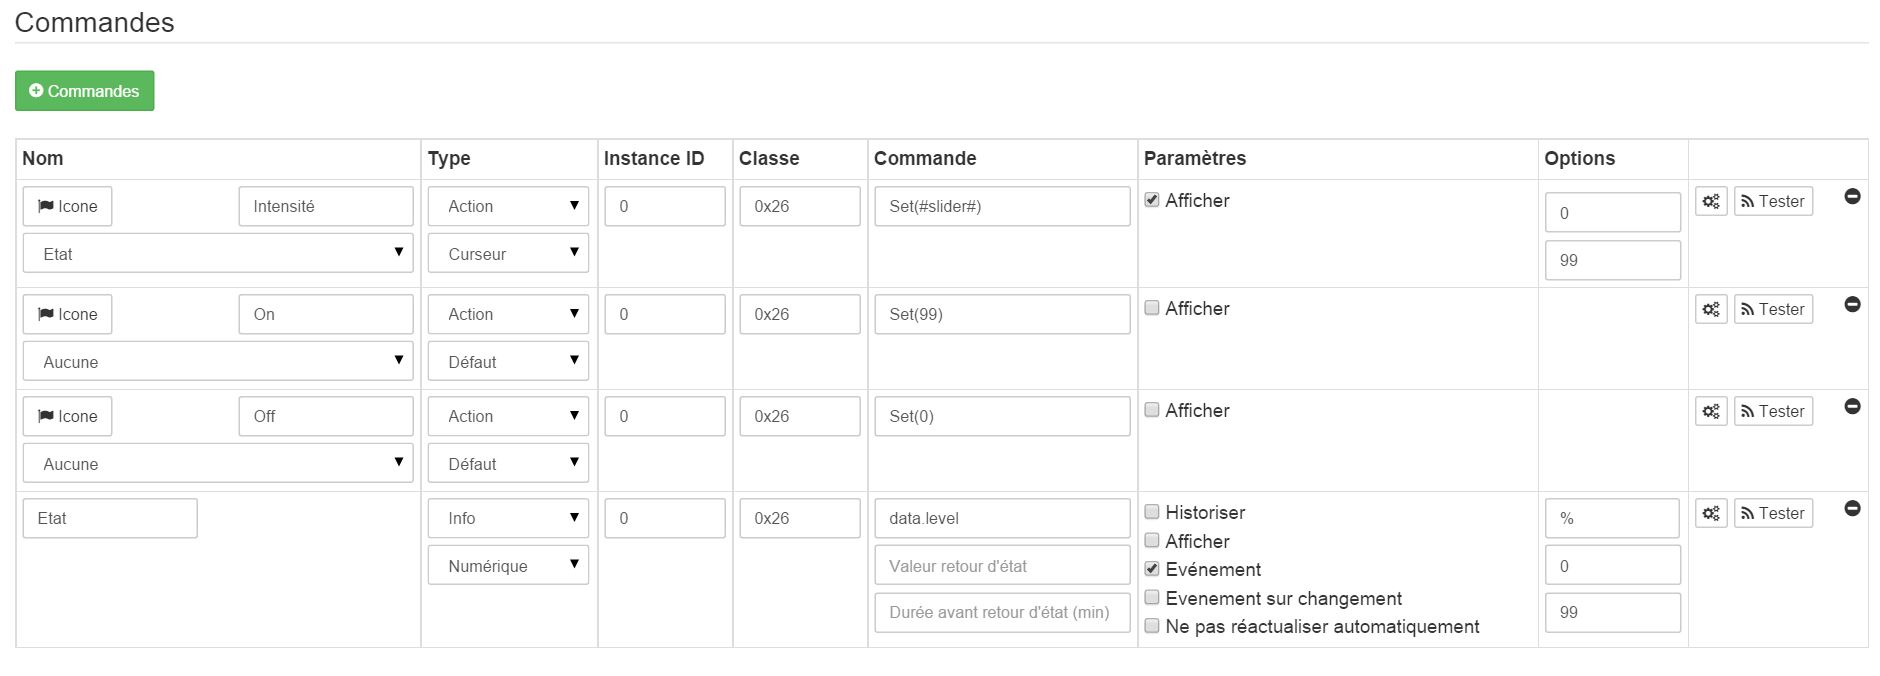 Commandes
Commandes
Nom Type Instance ID Classe Commande Paramètres Options
Icone Intensité Action 0 0x26 Set(#slider#) Afficher 0 Tester
Etat Curseur 99
Icone On Action 0 0x26 Set(99) Afficher Tester
Aucune Défaut
Icone Off Action 0 0x26 Set(0) Afficher Tester
Aucune Défaut
Etat Info 0 0x26 data.level Historiser % Tester
Afficher
Numérique Valeur retour d'état Evénement 0
Evenement sur changement
Durée avant retour d'état (min) 99
Ne pas réactualiser automatiquement